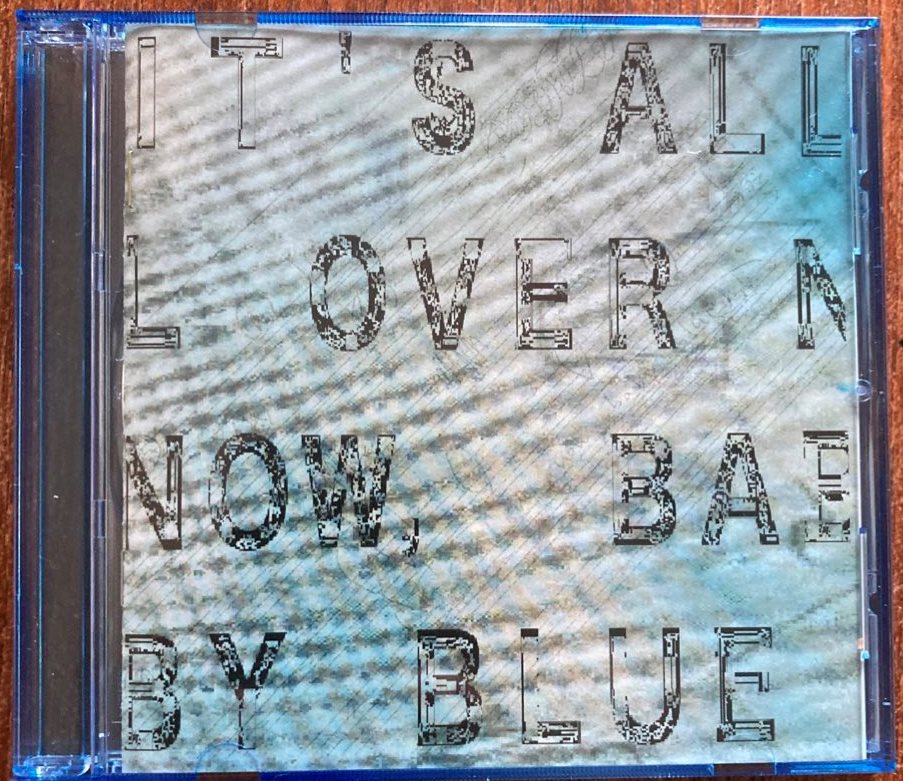 IT'S ALL
L OVER N
NOW, BAB
BY BLUE